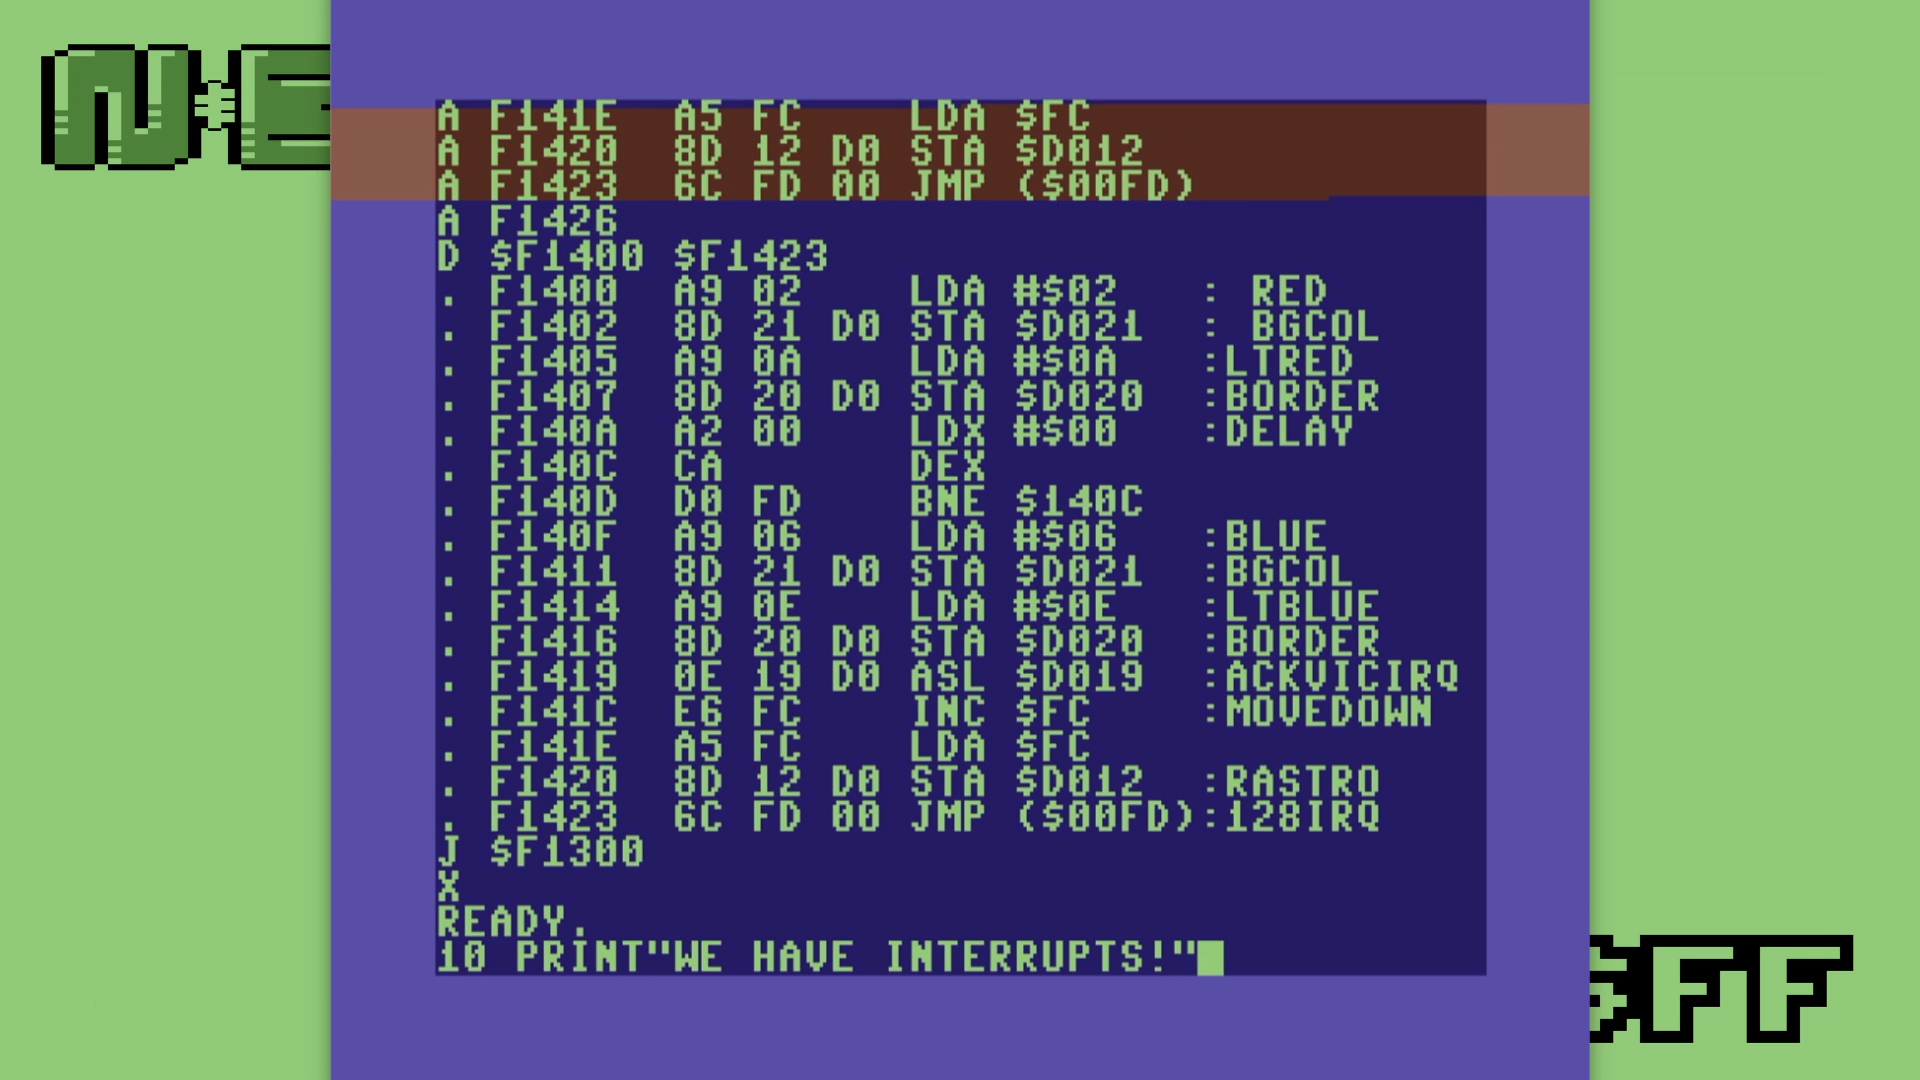 A F141E  A5 FC    LDA $FC
A F1420  8D 12 D0 STA $D012
A F1423  6C FD 00 JMP ($00FD)
A F1426
D $F1400 $F1423
. F1400  A9 02    LDA #$02   : RED
. F1402  8D 21 D0 STA $D021  : BGCOL
. F1405  A9 0A    LDA #$0A   :LTRED
. F1407  8D 20 D0 STA $D020  :BORDER
. F140A  A2 00    LDX #$00   :DELAY
. F140C  CA       DEX
. F140D  D0 FD    BNE $140C
. F140F  A9 06    LDA #$06   :BLUE
. F1411  8D 21 D0 STA $D021  :BGCOL
. F1414  A9 0E    LDA #$0E   :LTBLUE
. F1416  8D 20 D0 STA $D020  :BORDER
. F1419  0E 19 D0 ASL $D019  :ACKVICIRQ
. F141C  E6 FC    INC $FC    :MOVEDOWN
. F141E  A5 FC    LDA $FC
. F1420  8D 12 D0 STA $D012  :RASTRO
. F1423  6C FD 00 JMP ($00FD):128IRQ
J $F1300
X
READY.
10 PRINT"WE HAVE INTERRUPTS!"